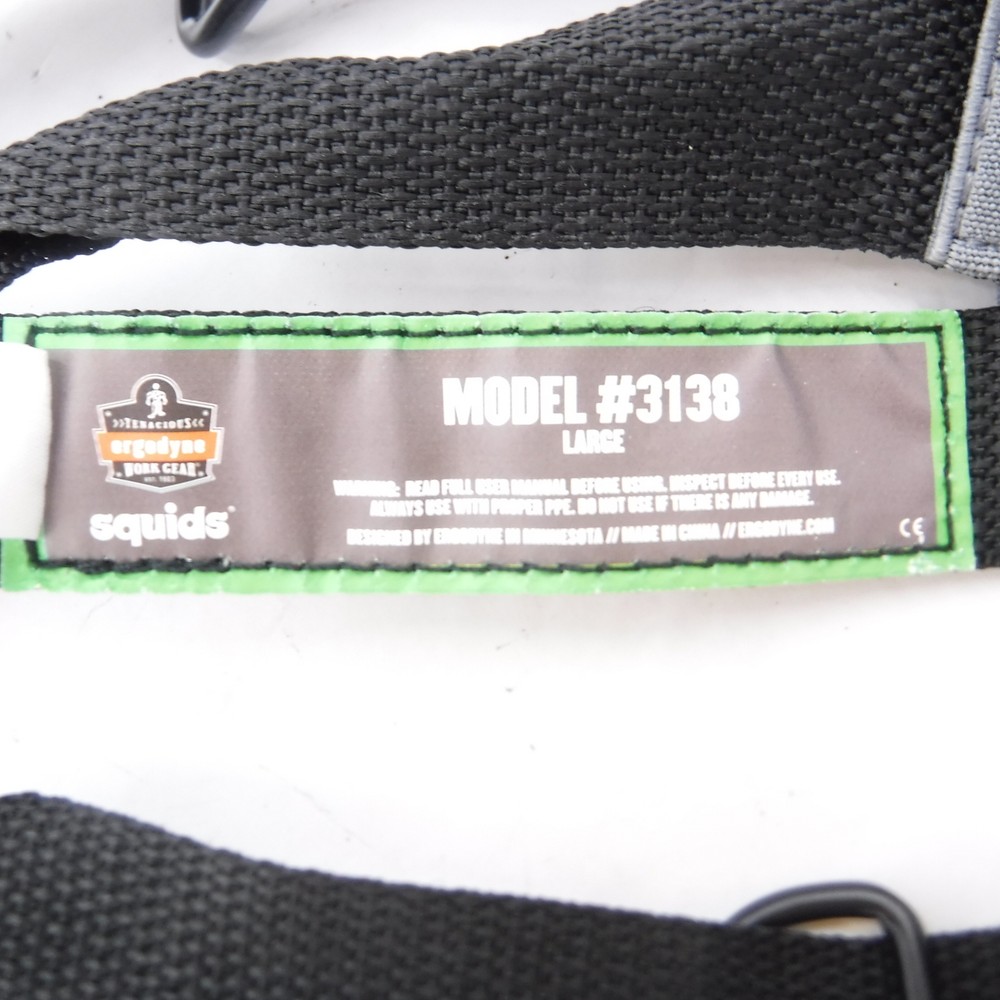 >>TENACIOUS<<
ergodyne
WORK GEAR
EST. 1983
squids
MODEL #3138
LARGE
WARNING: READ FULL USER MANUAL BEFORE USING. INSPECT BEFORE EVERY USE.
ALWAYS USE WITH PROPER PPE. DO NOT USE IF THERE IS ANY DAMAGE.
DESIGNED BY ERGODYNE IN MINNESOTA // MADE IN CHINA // ERGODYNE.COM
CE